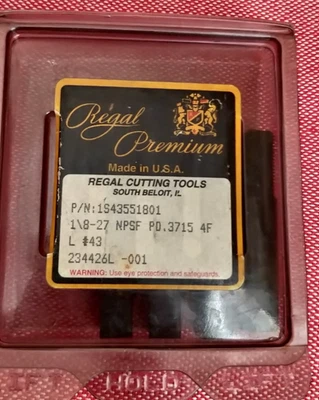 Regal
Premium
Made in U.S.A.
REGAL CUTTING TOOLS
SOUTH BELOIT, IL
P/N:1S43551801
1\8-27 NPSF PD.3715 4F
L #43
234426L -001
WARNING: Use eye protection and safeguards.